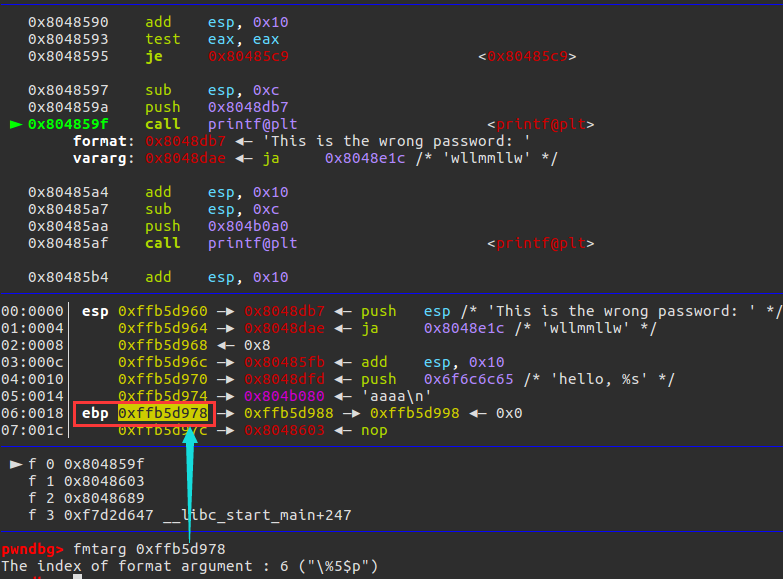 0x8048590 add esp, 0x10
0x8048593 test eax, eax
0x8048595 je 0x80485c9 <0x80485c9>
0x8048597 sub esp, 0xc
0x804859a push 0x8048db7
► 0x804859f call printf@plt <printf@plt>
format: 0x8048db7 ◂— 'This is the wrong password: '
vararg: 0x8048dae ◂— ja 0x8048e1c /* 'wllmmllw' */
0x80485a4 add esp, 0x10
0x80485a7 sub esp, 0xc
0x80485aa push 0x804b0a0
0x80485af call printf@plt <printf@plt>
0x80485b4 add esp, 0x10
00:0000│ esp 0xffb5d960 —▸ 0x8048db7 ◂— push esp /* 'This is the wrong password: ' */
01:0004│ 0xffb5d964 —▸ 0x8048dae ◂— ja 0x8048e1c /* 'wllmmllw' */
02:0008│ 0xffb5d968 ◂— 0x8
03:000c│ 0xffb5d96c —▸ 0x80485fb ◂— add esp, 0x10
04:0010│ 0xffb5d970 —▸ 0x8048dfd ◂— push 0x6f6c6c65 /* 'hello, %s' */
05:0014│ 0xffb5d974 —▸ 0x804b080 ◂— 'aaaa\n'
06:0018│ ebp 0xffb5d978 —▸ 0xffb5d988 —▸ 0xffb5d998 ◂— 0x0
07:001c│ 0xffb5d97c —▸ 0x8048603 ◂— nop
► f 0 0x804859f
f 1 0x8048603
f 2 0x8048689
f 3 0xf7d2d647 __libc_start_main+247
pwndbg> fmtarg 0xffb5d978
The index of format argument : 6 ("\%5$p")